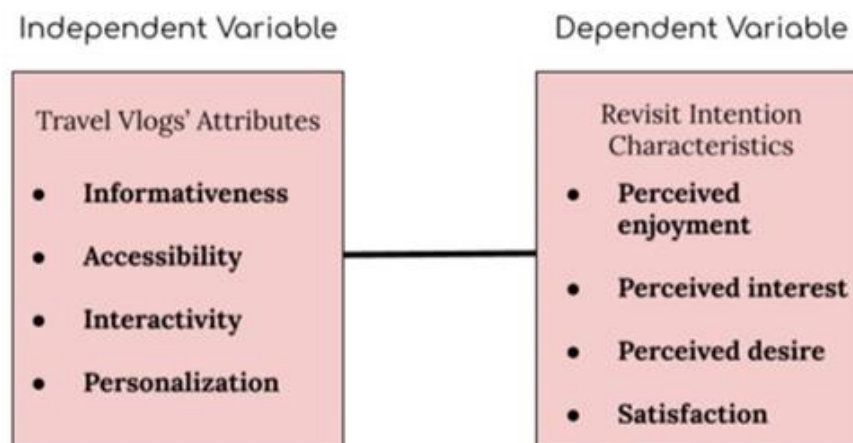 Independent Variable
Dependent Variable
Travel Vlogs’ Attributes
● Informativeness
● Accessibility
● Interactivity
● Personalization
Revisit Intention
Characteristics
● Perceived
enjoyment
● Perceived interest
● Perceived desire
● Satisfaction